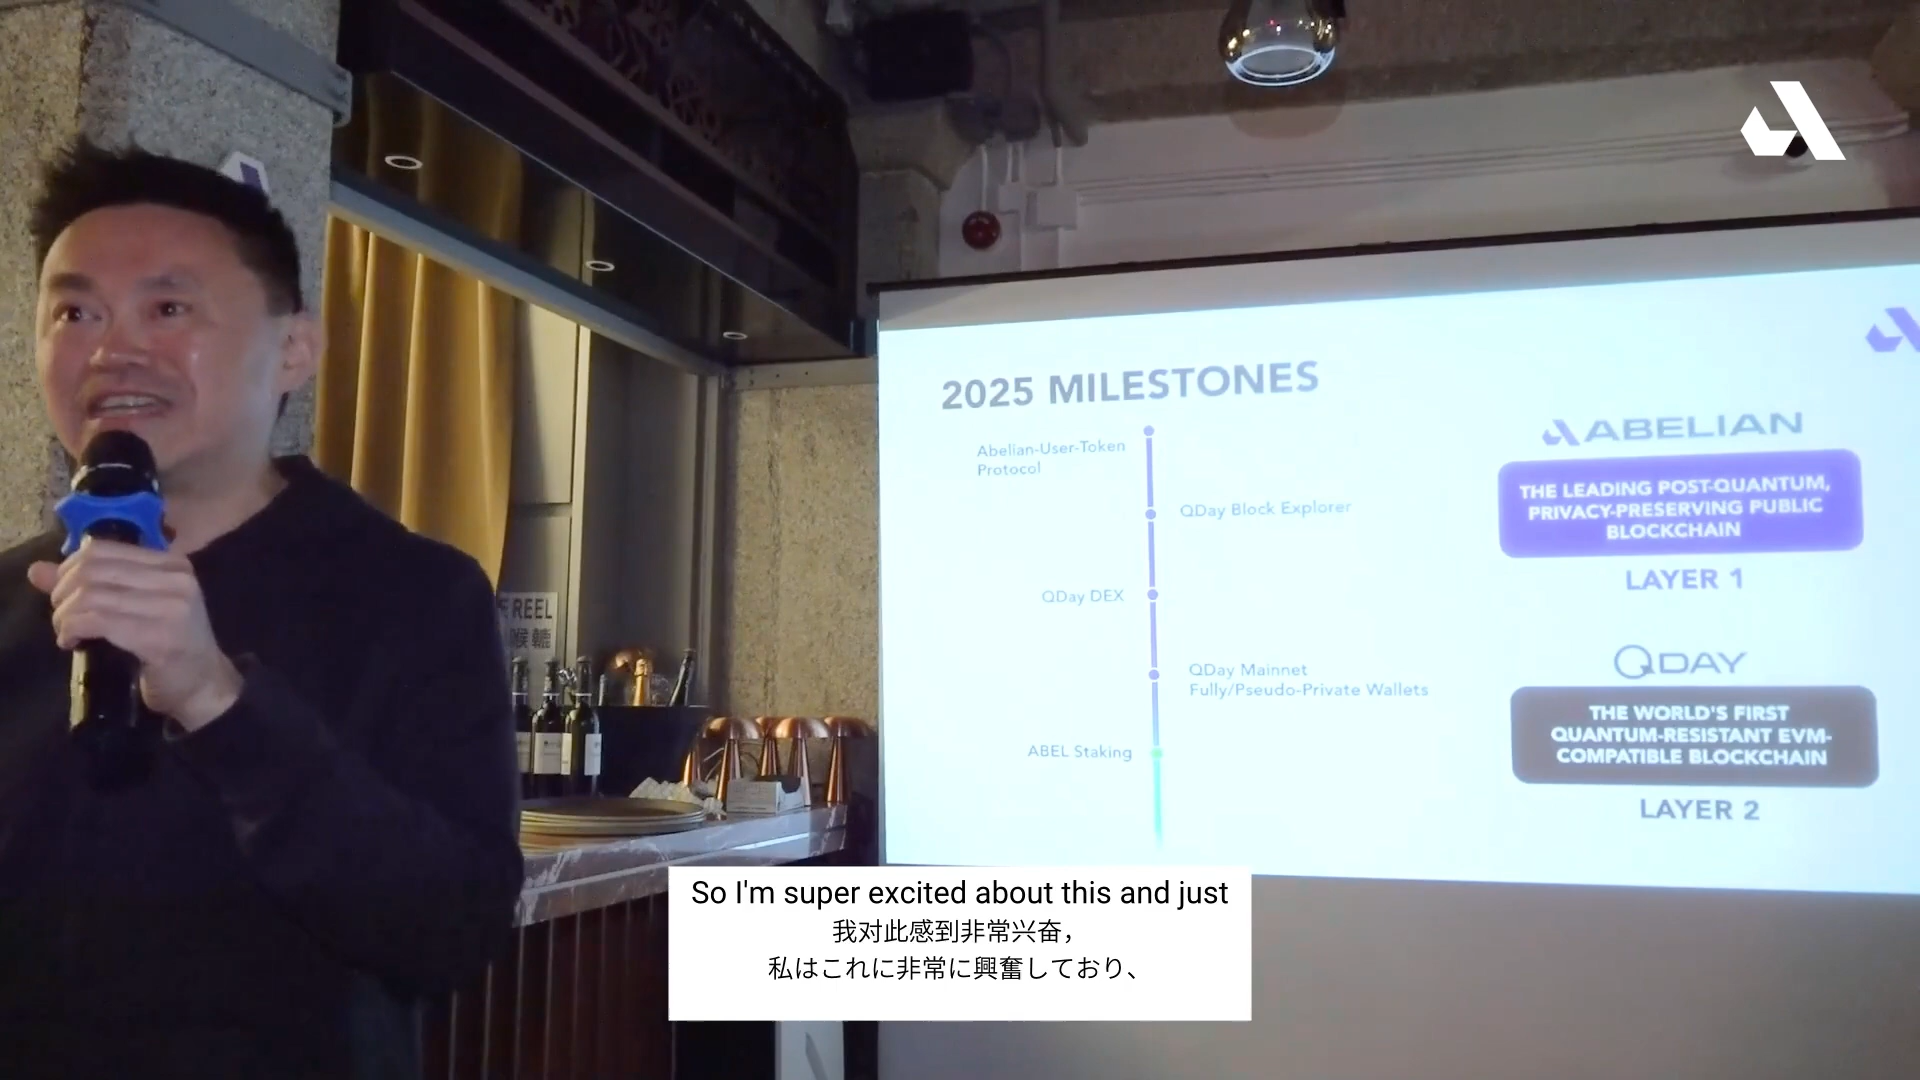 2025 MILESTONES
Abelian-User-Token
Protocol
QDay Block Explorer
QDay DEX
QDay Mainnet
Fully/Pseudo-Private Wallets
ABEL Staking
ABELIAN
THE LEADING POST-QUANTUM,
PRIVACY-PRESERVING PUBLIC
BLOCKCHAIN
LAYER 1
QDAY
THE WORLD'S FIRST
QUANTUM-RESISTANT EVM-
COMPATIBLE BLOCKCHAIN
LAYER 2
REEL
So I'm super excited about this and just
我对此感到非常兴奋，
私はこれに非常に興奮しており、